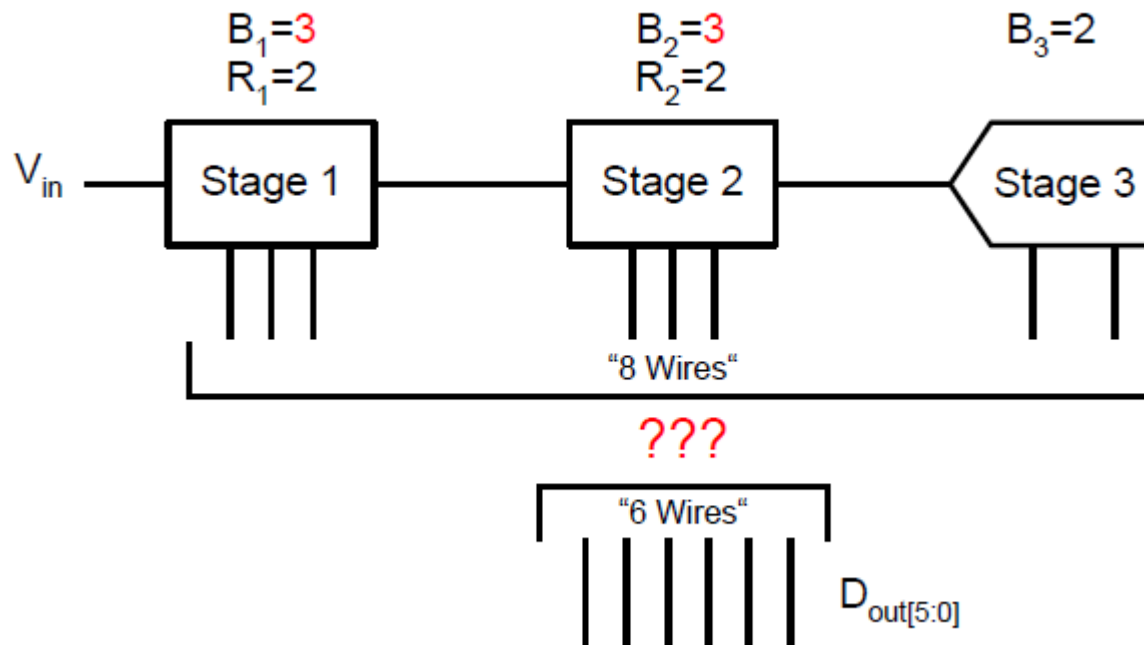 B1=3 B2=3 B3=2
R1=2 R2=2
Vin Stage 1 Stage 2 Stage 3
“8 Wires“
???
“6 Wires“
Dout[5:0]